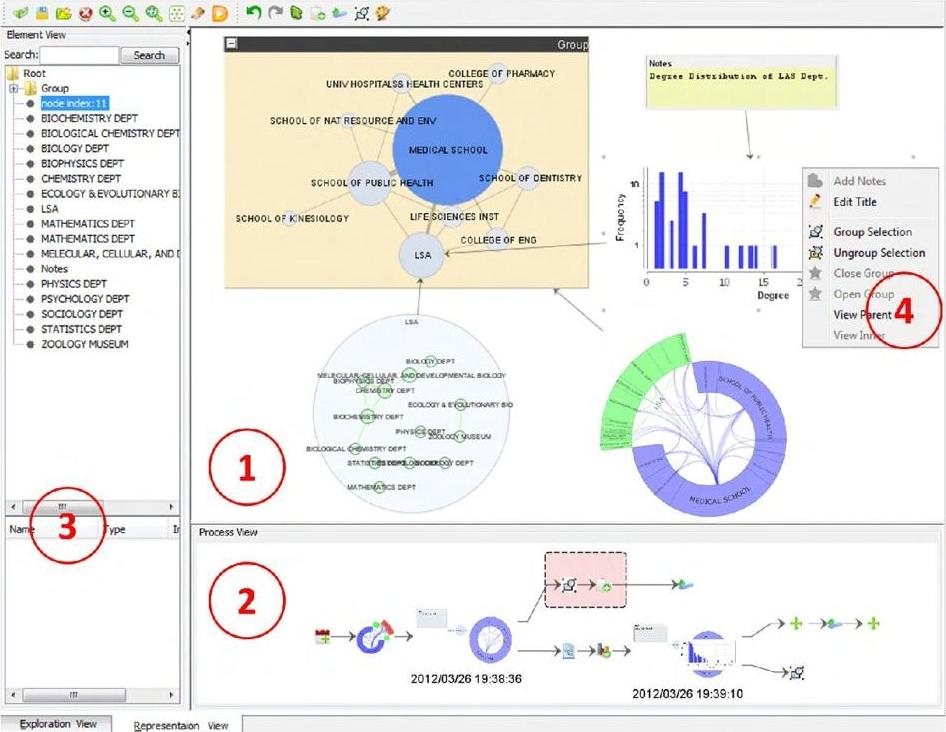 Element View
Search:
Search
Root
Group
node index:11
BIOCHEMISTRY DEPT
BIOLOGICAL CHEMISTRY DEPT
BIOLOGY DEPT
BIOPHYSICS DEPT
CHEMISTRY DEPT
ECOLOGY & EVOLUTIONARY
LSA
MATHEMATICS DEPT
MATHEMATICS DEPT
MOLECULAR, CELLULAR, AND
Notes
PHYSICS DEPT
PSYCHOLOGY DEPT
SOCIOLOGY DEPT
STATISTICS DEPT
ZOOLOGY MUSEUM
Name
Type
3
Group
COLLEGE OF PHARMACY
UNIV HOSPITALSS HEALTH CENTERS
SCHOOL OF NAT RESOURCE AND ENV
MEDICAL SCHOOL
SCHOOL OF PUBLIC HEALTH
SCHOOL OF DENTISTRY
SCHOOL OF KINESIOLOGY
LIFE SCIENCES INST
COLLEGE OF ENG
LSA
Notes
Degree Distribution of LAS Dept.
Frequency
10
1
0 5 10 15
Degree
Add Notes
Edit Title
Group Selection
Ungroup Selection
Close Group
Open Group
View Parent
View Inner
4
LSA
BIOLOGY DEPT
MOLECULAR, CELLULAR, AND DEVELOPMENTAL BIOLOGY
BIOPHYSICS DEPT
CHEMISTRY DEPT
ECOLOGY & EVOLUTIONARY BIO
BIOCHEMISTRY DEPT
PHYSICS DEPT
ZOOLOGY MUSEUM
BIOLOGICAL CHEMISTRY DEPT
MATHEMATICS DEPT
1
LSA
SCHOOL OF PUBLIC HEALTH
MEDICAL SCHOOL
Process View
2
2012/03/26 19:38:36
2012/03/26 19:39:10
Exploration View
Representaion View